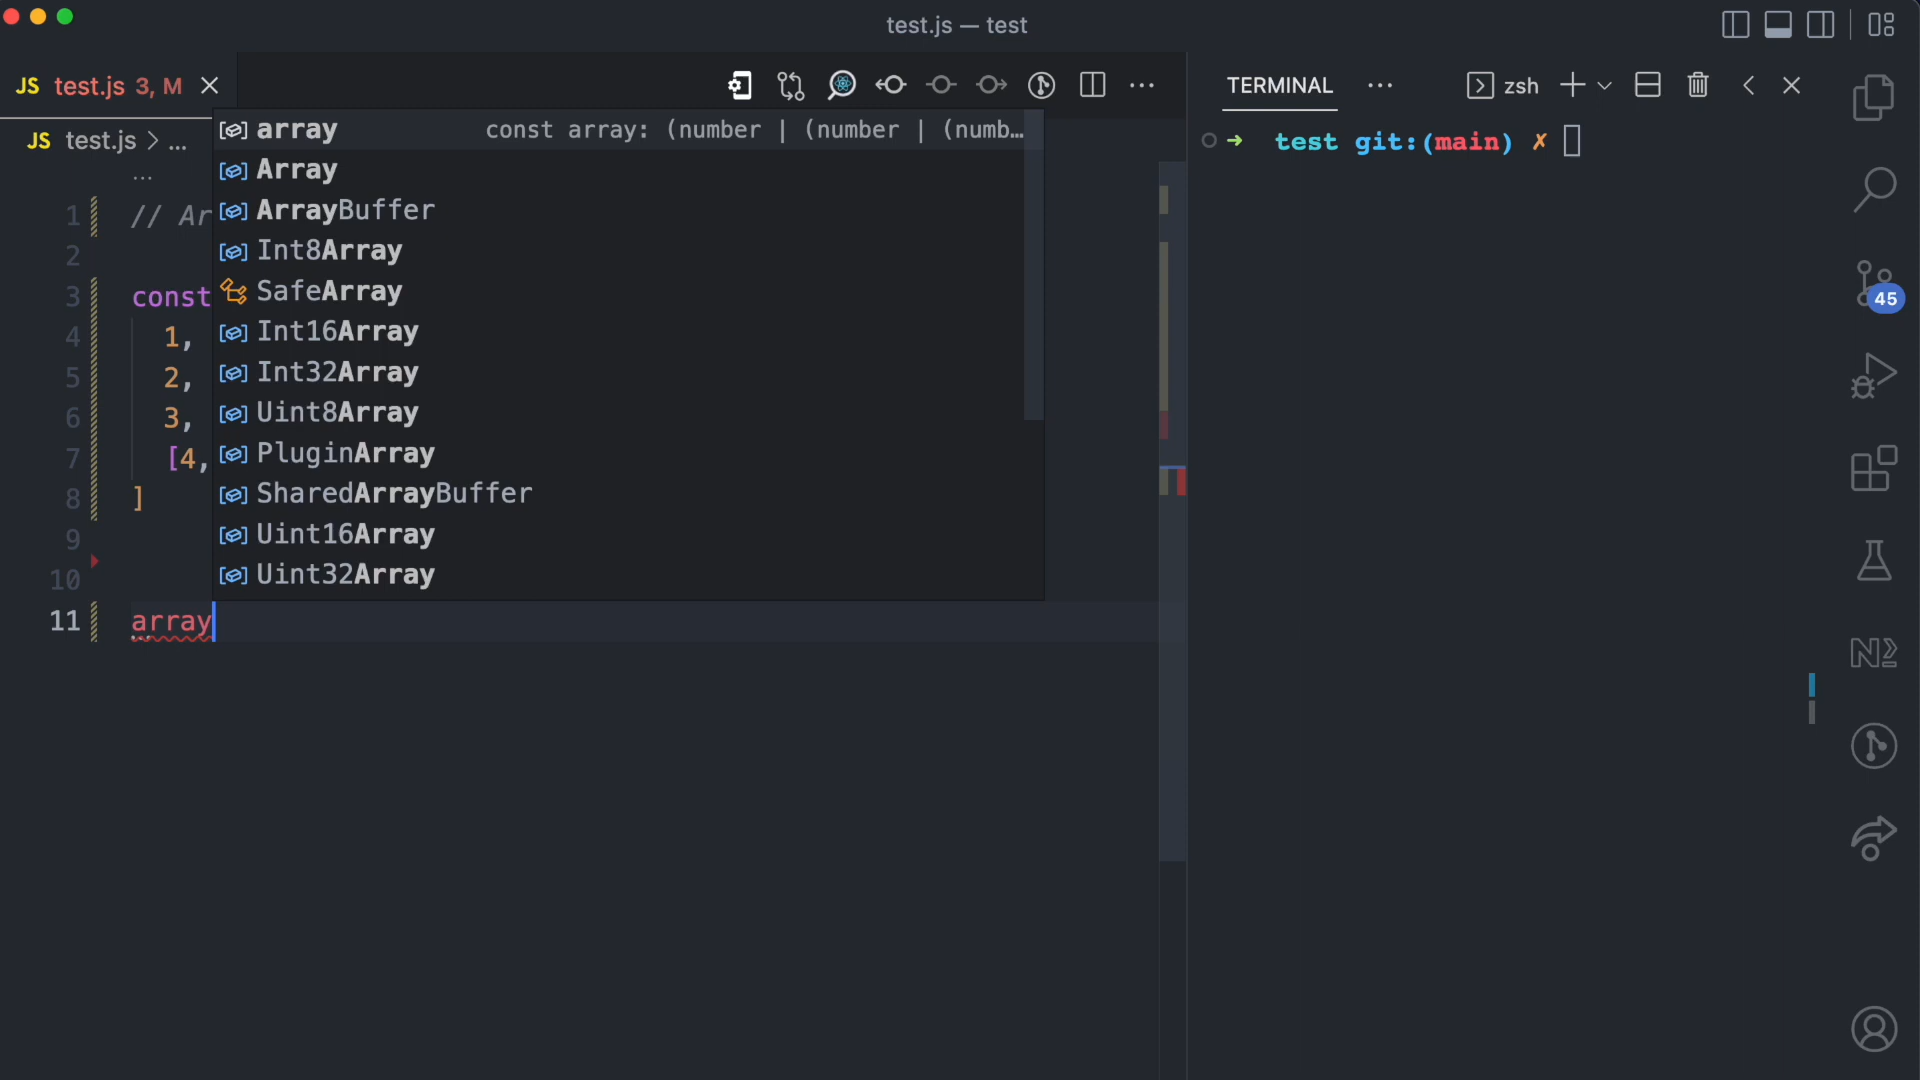 test.js — test
JS test.js 3, M
TERMINAL
zsh
JS test.js > ...
➜ test git:(main) ✗
...
1 // Ar
2
3 const
4 1,
5 2,
6 3,
7 [4,
8 ]
9
10
11 array
array const array: (number | (number | (numb…
Array
ArrayBuffer
Int8Array
SafeArray
Int16Array
Int32Array
Uint8Array
PluginArray
SharedArrayBuffer
Uint16Array
Uint32Array
45